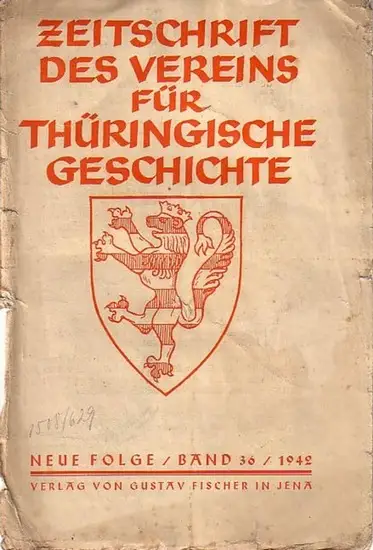 ZEITSCHRIFT
DES VEREINS
FÜR
THÜRINGISCHE
GESCHICHTE
1508/629
NEUE FOLGE / BAND 36 / 1942
VERLAG VON GUSTAV FISCHER IN JENA